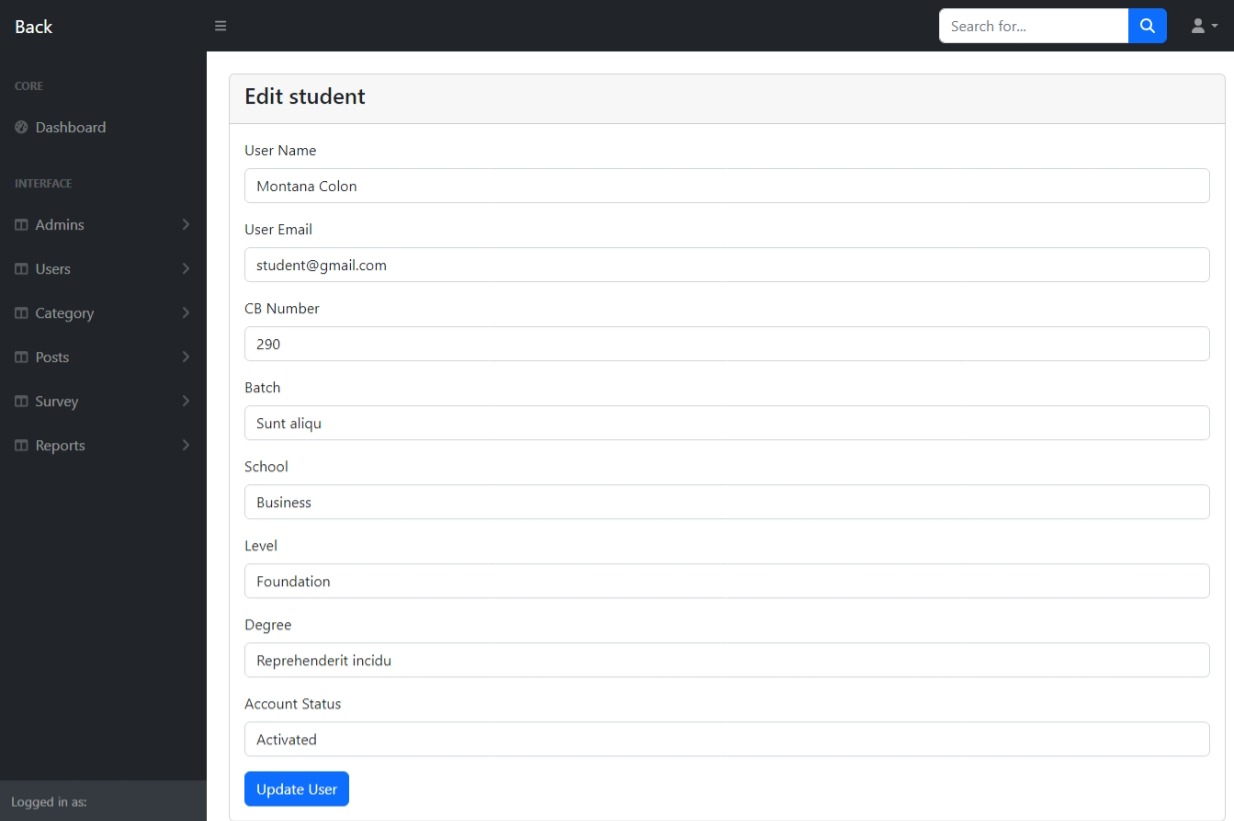 Back
Search for...
CORE
Dashboard
INTERFACE
Admins
Users
Category
Posts
Survey
Reports
Logged in as:
Edit student
User Name
Montana Colon
User Email
student@gmail.com
CB Number
290
Batch
Sunt aliqu
School
Business
Level
Foundation
Degree
Reprehenderit incidu
Account Status
Activated
Update User